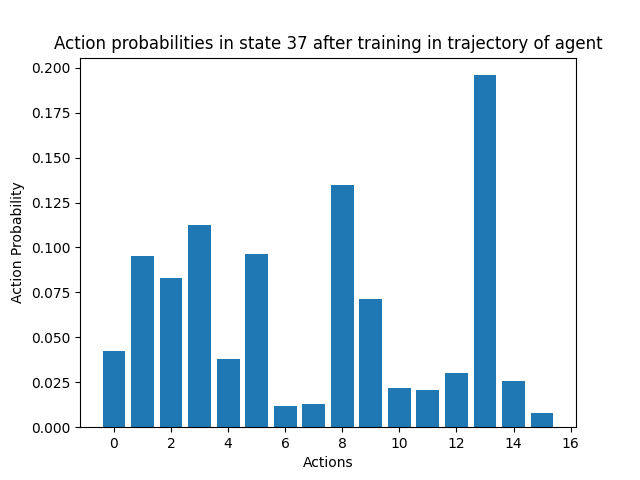 Action probabilities in state 37 after training in trajectory of agent
0.200
0.175
0.150
0.125
0.100
0.075
0.050
0.025
0.000
Action Probability
0 2 4 6 8 10 12 14 16
Actions